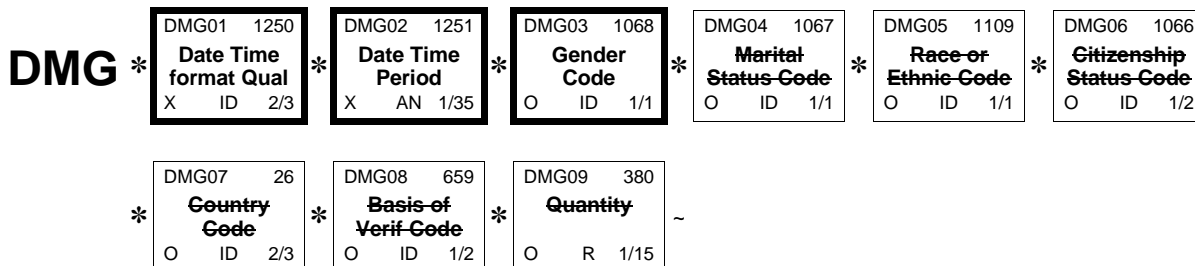 DMG01 1250 DMG02 1251 DMG03 1068 DMG04 1067 DMG05 1109 DMG06 1066
DMG * Date Time * Date Time * Gender * Marital * Race or * Citizenship
format Qual Period Code Status Code Ethnic Code Status Code
X ID 2/3 X AN 1/35 O ID 1/1 O ID 1/1 O ID 1/1 O ID 1/2
DMG07 26 DMG08 659 DMG09 380
* Country * Basis of * Quantity ~
Code Verif Code
O ID 2/3 O ID 1/2 O R 1/15